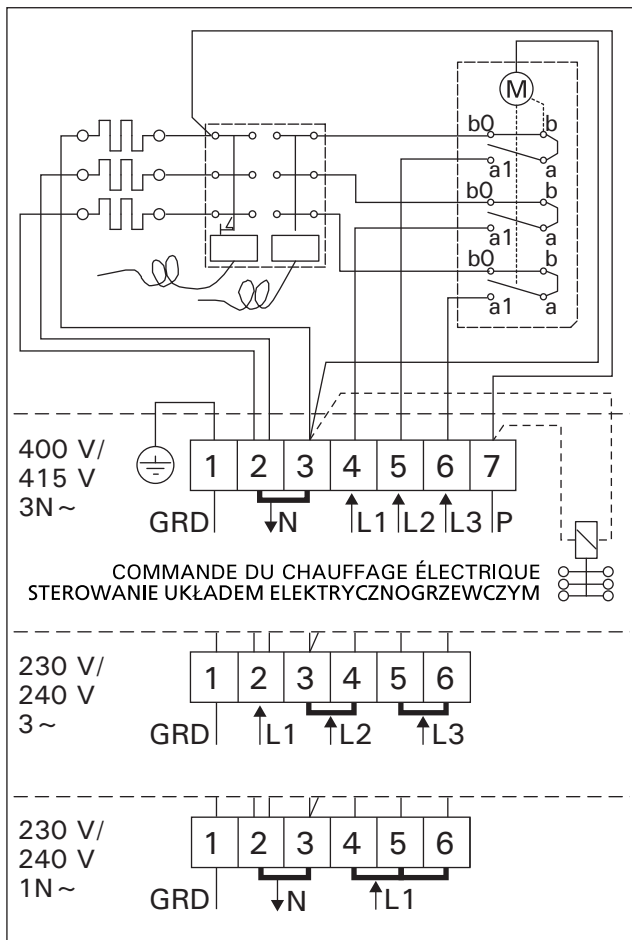 M
b0 b
a1 a
b0 b
a1 a
b0 b
a1 a
400 V/
415 V
3N~
1 2 3 4 5 6 7
GRD N L1 L2 L3 P
COMMANDE DU CHAUFFAGE ÉLECTRIQUE
STEROWANIE UKŁADEM ELEKTRYCZNOGRZEWCZYM
230 V/
240 V
3~
1 2 3 4 5 6
GRD L1 L2 L3
230 V/
240 V
1N~
1 2 3 4 5 6
GRD N L1